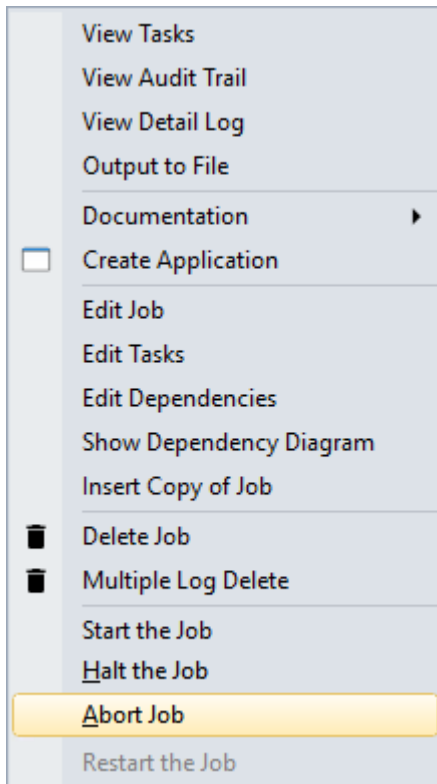 View Tasks
View Audit Trail
View Detail Log
Output to File
Documentation
Create Application
Edit Job
Edit Tasks
Edit Dependencies
Show Dependency Diagram
Insert Copy of Job
Delete Job
Multiple Log Delete
Start the Job
Halt the Job
Abort Job
Restart the Job